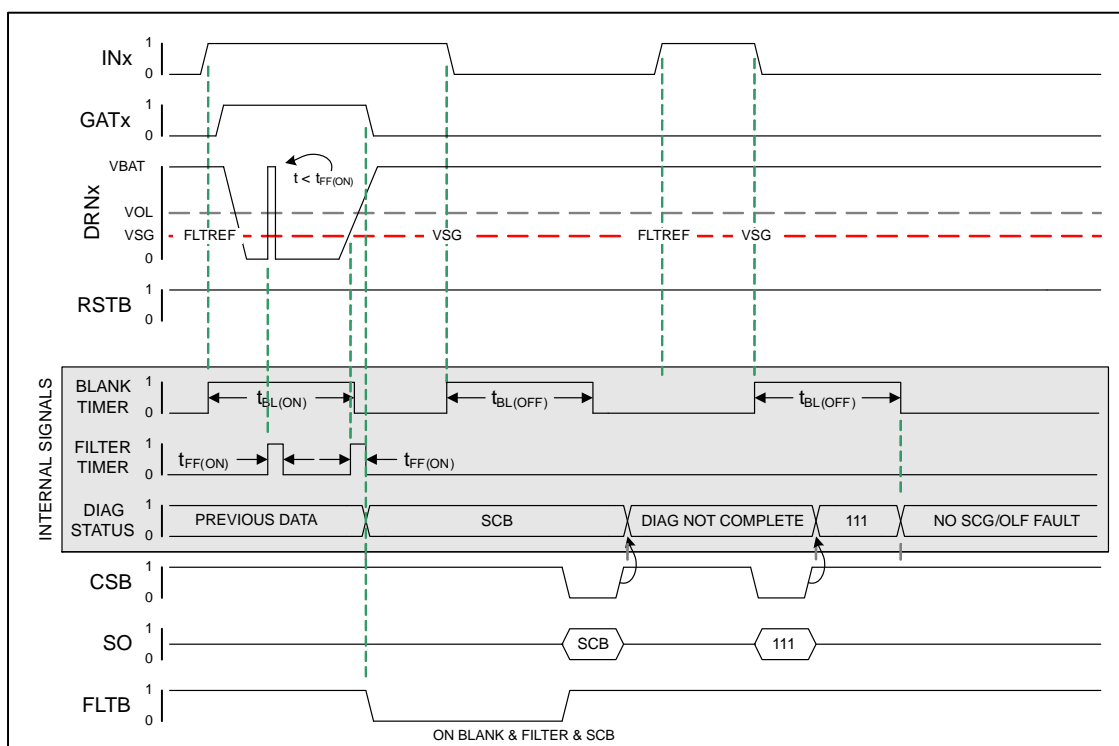 INx
1
0
GATx
1
0
DRNx
VBAT
t < tFF(ON)
VOL
VSG
FLTREF
VSG
FLTREF
VSG
RSTB
1
0
INTERNAL SIGNALS
BLANK
TIMER
1
0
tBL(ON)
tBL(OFF)
tBL(OFF)
FILTER
TIMER
1
0
tFF(ON)
tFF(ON)
DIAG
STATUS
1
0
PREVIOUS DATA
SCB
DIAG NOT COMPLETE
111
NO SCG/OLF FAULT
CSB
1
0
SO
1
0
SCB
111
FLTB
1
0
ON BLANK & FILTER & SCB